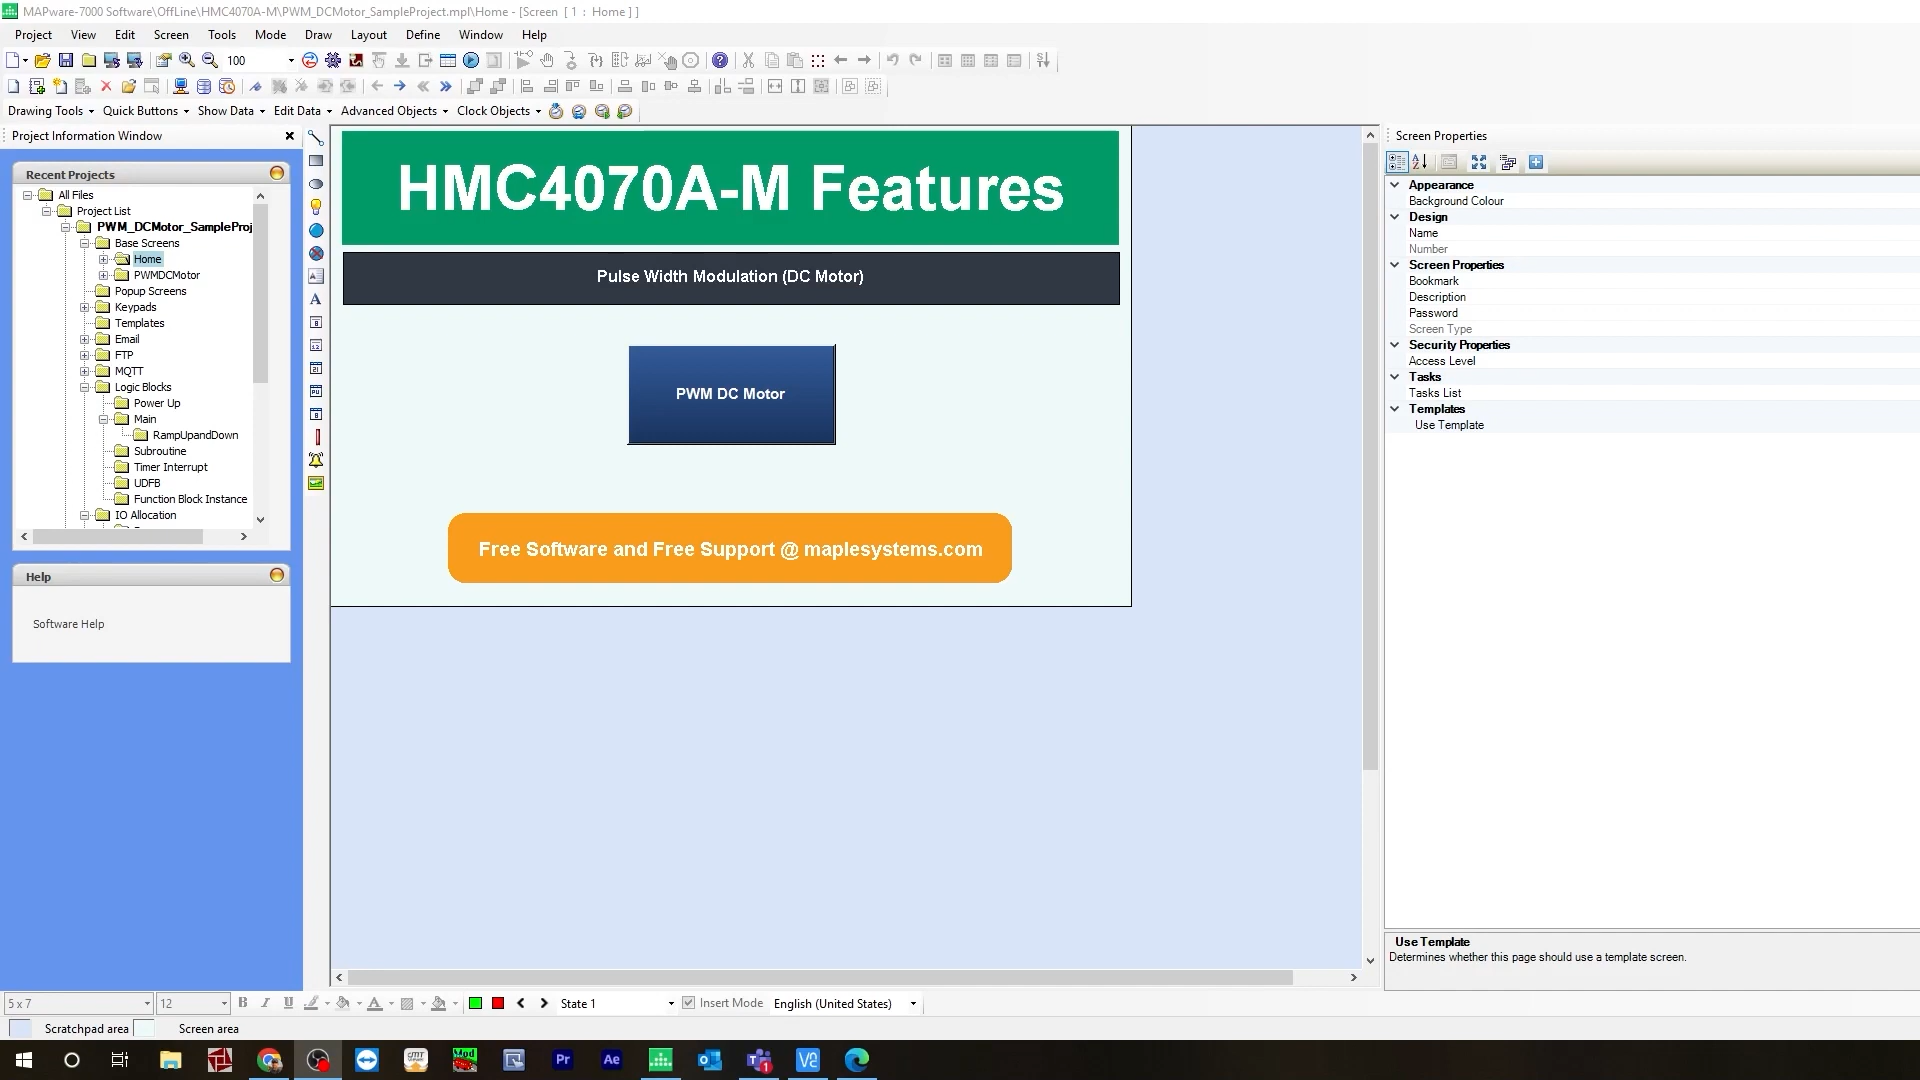 MAPware-7000 Software\OffLine\HMC4070A-M\PWM_DCMotor_SampleProject.mpl\Home - [Screen [ 1 : Home ] ]
Project View Edit Screen Tools Mode Draw Layout Define Window Help
100
Drawing Tools Quick Buttons Show Data Edit Data Advanced Objects Clock Objects
Project Information Window
Recent Projects
All Files
Project List
PWM_DCMotor_SampleProj
Base Screens
Home
PWMDCMotor
Popup Screens
Keypads
Templates
Email
FTP
MQTT
Logic Blocks
Power Up
Main
RampUpandDown
Subroutine
Timer Interrupt
UDFB
Function Block Instance
IO Allocation
Help
Software Help
HMC4070A-M Features
Pulse Width Modulation (DC Motor)
PWM DC Motor
Free Software and Free Support @ maplesystems.com
Screen Properties
Appearance
Background Colour
Design
Name
Number
Screen Properties
Bookmark
Description
Password
Screen Type
Security Properties
Access Level
Tasks
Tasks List
Templates
Use Template
Use Template
Determines whether this page should use a template screen.
5 x 7 12 B I U A State 1 Insert Mode English (United States)
Scratchpad area Screen area
Pr Ae